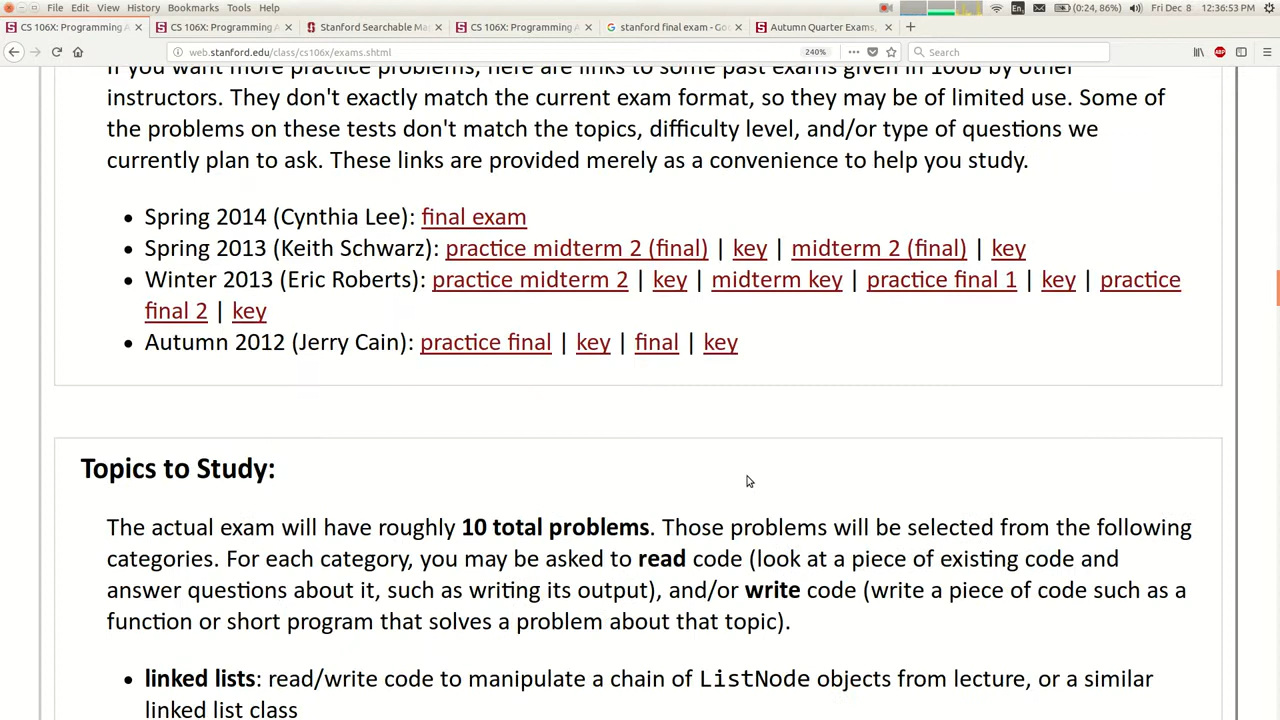 File Edit View History Bookmarks Tools Help
En (0:24, 86%) Fri Dec 8 12:36:53 PM
CS 106X: Programming A CS 106X: Programming A Stanford Searchable Ma CS 106X: Programming A stanford final exam - Go Autumn Quarter Exams,
web.stanford.edu/class/cs106x/exams.shtml 240% Search
If you want more practice problems, here are links to some past exams given in 106B by other
instructors. They don't exactly match the current exam format, so they may be of limited use. Some of
the problems on these tests don't match the topics, difficulty level, and/or type of questions we
currently plan to ask. These links are provided merely as a convenience to help you study.
• Spring 2014 (Cynthia Lee): final exam
• Spring 2013 (Keith Schwarz): practice midterm 2 (final) | key | midterm 2 (final) | key
• Winter 2013 (Eric Roberts): practice midterm 2 | key | midterm key | practice final 1 | key | practice
final 2 | key
• Autumn 2012 (Jerry Cain): practice final | key | final | key
Topics to Study:
The actual exam will have roughly 10 total problems. Those problems will be selected from the following
categories. For each category, you may be asked to read code (look at a piece of existing code and
answer questions about it, such as writing its output), and/or write code (write a piece of code such as a
function or short program that solves a problem about that topic).
• linked lists: read/write code to manipulate a chain of ListNode objects from lecture, or a similar
linked list class